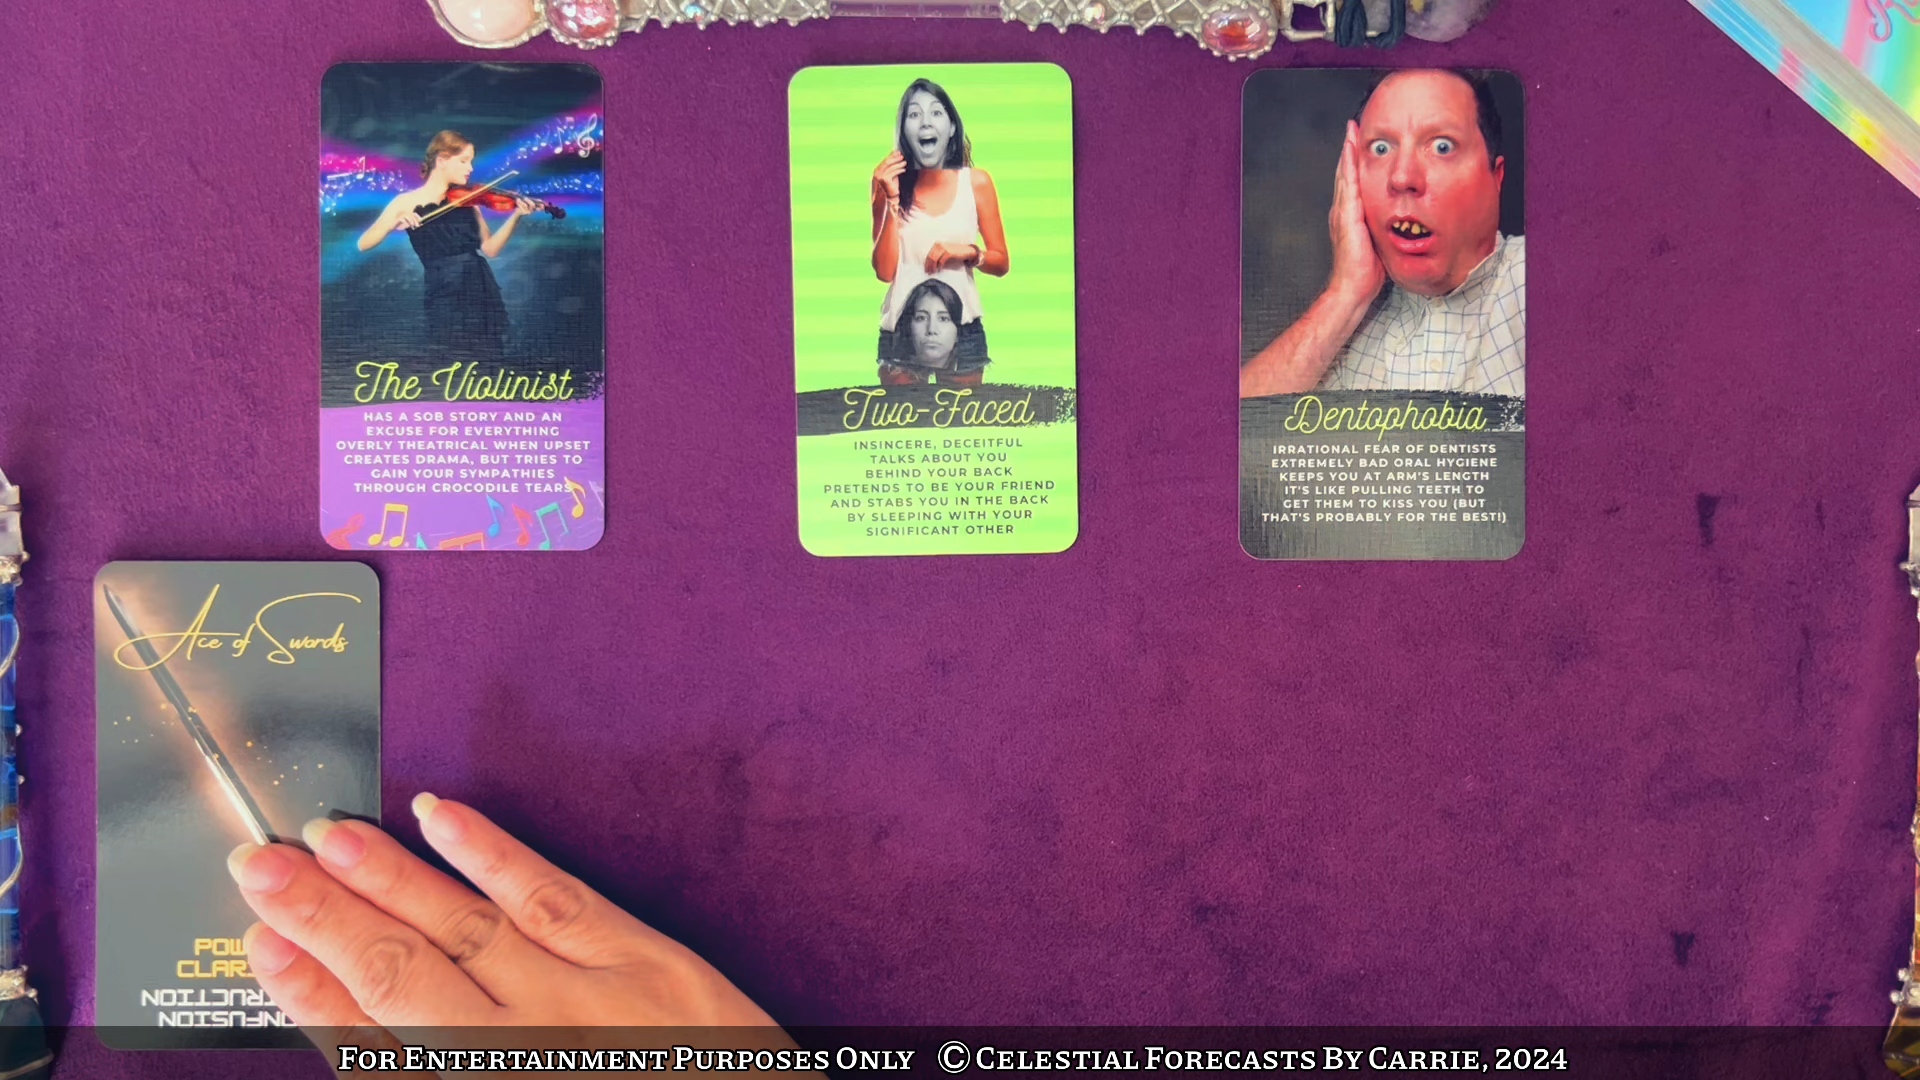 The Violinist
HAS A SOB STORY AND AN
EXCUSE FOR EVERYTHING
OVERLY THEATRICAL WHEN UPSET
CREATES DRAMA, BUT TRIES TO
GAIN YOUR SYMPATHIES
THROUGH CROCODILE TEARS
Two-Faced
INSINCERE, DECEITFUL
TALKS ABOUT YOU
BEHIND YOUR BACK
PRETENDS TO BE YOUR FRIEND
AND STABS YOU IN THE BACK
BY SLEEPING WITH YOUR
SIGNIFICANT OTHER
Dentophobia
IRRATIONAL FEAR OF DENTISTS
EXTREMELY BAD ORAL HYGIENE
KEEPS YOU AT ARM'S LENGTH
IT'S LIKE PULLING TEETH TO
GET THEM TO KISS YOU (BUT
THAT'S PROBABLY FOR THE BEST!)
Ace of Swords
FOR ENTERTAINMENT PURPOSES ONLY © CELESTIAL FORECASTS BY CARRIE, 2024